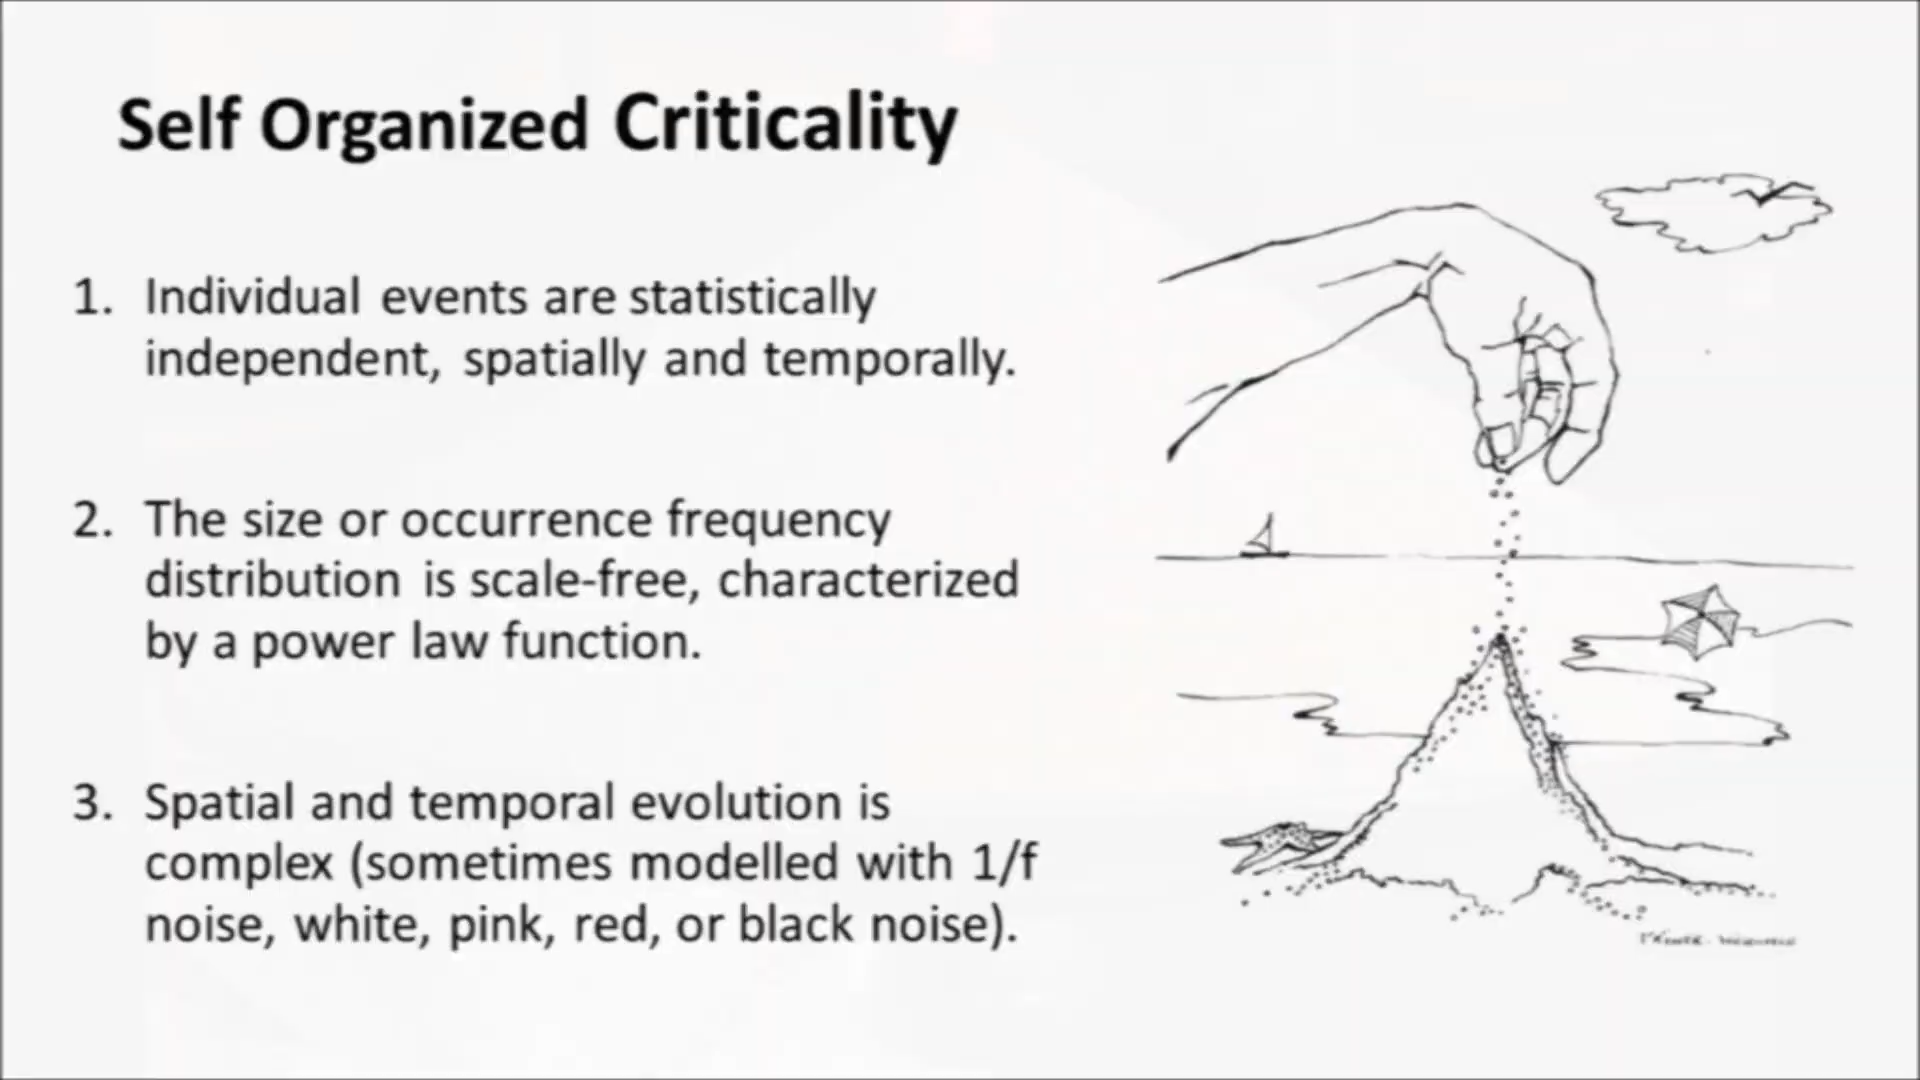 Self Organized Criticality
1. Individual events are statistically
independent, spatially and temporally.
2. The size or occurrence frequency
distribution is scale-free, characterized
by a power law function.
3. Spatial and temporal evolution is
complex (sometimes modelled with 1/f
noise, white, pink, red, or black noise).